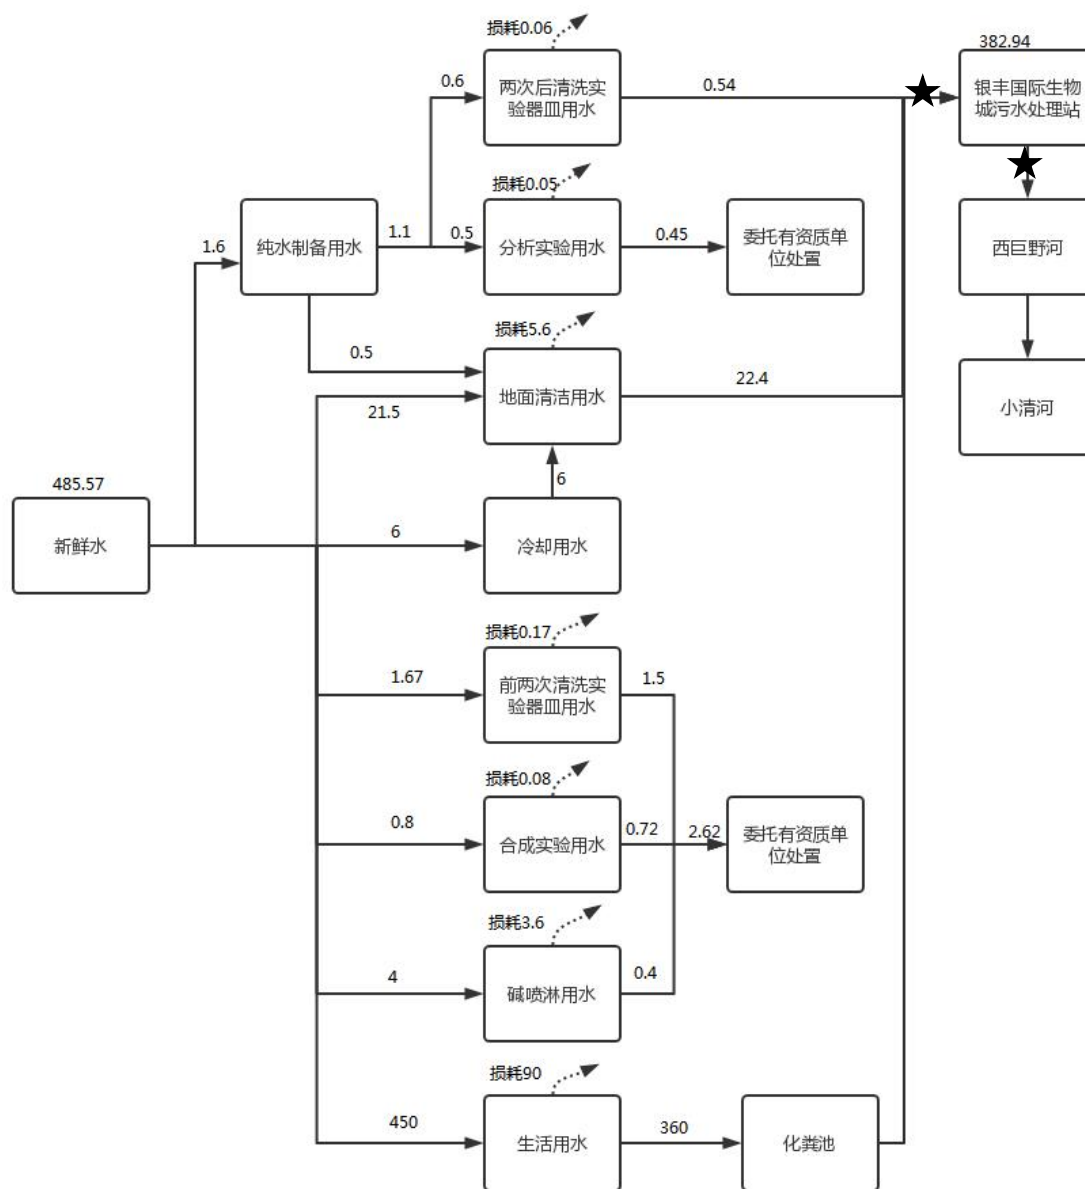 损耗0.06
382.94
0.6
两次后清洗实
验器皿用水
0.54
银丰国际生物
城污水处理站
损耗0.05
1.6
纯水制备用水
1.1
0.5
分析实验用水
0.45
委托有资质单
位处置
西巨野河
损耗5.6
0.5
地面清洁用水
22.4
21.5
小清河
485.57
新鲜水
6
6
冷却用水
损耗0.17
1.67
前两次清洗实
验器皿用水
1.5
损耗0.08
0.8
合成实验用水
0.72
2.62
委托有资质单
位处置
损耗3.6
4
碱喷淋用水
0.4
损耗90
450
生活用水
360
化粪池